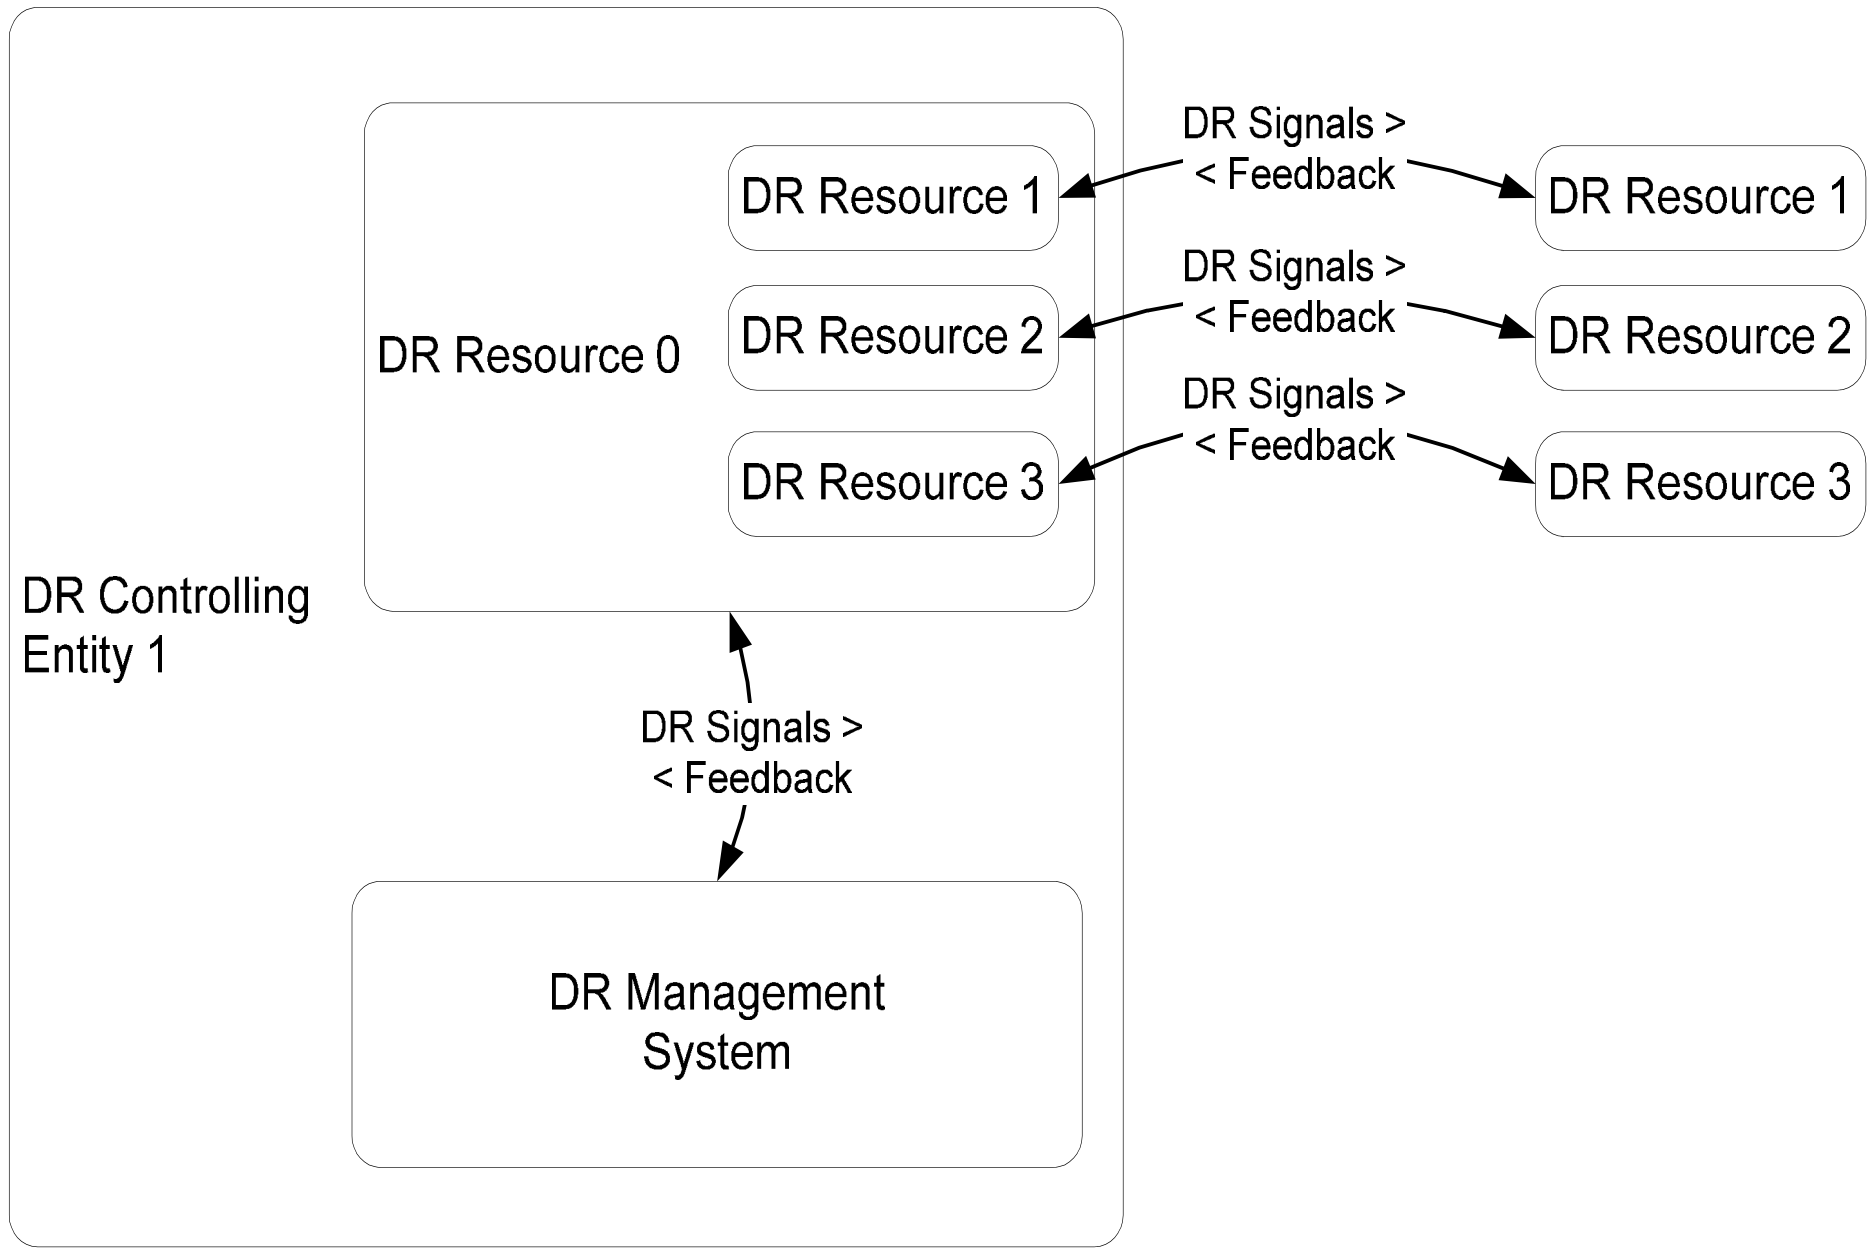 DR Signals >
< Feedback
DR Resource 1
DR Resource 1
DR Signals >
< Feedback
DR Resource 0
DR Resource 2
DR Resource 2
DR Signals >
< Feedback
DR Resource 3
DR Resource 3
DR Controlling
Entity 1
DR Signals >
< Feedback
DR Management
System